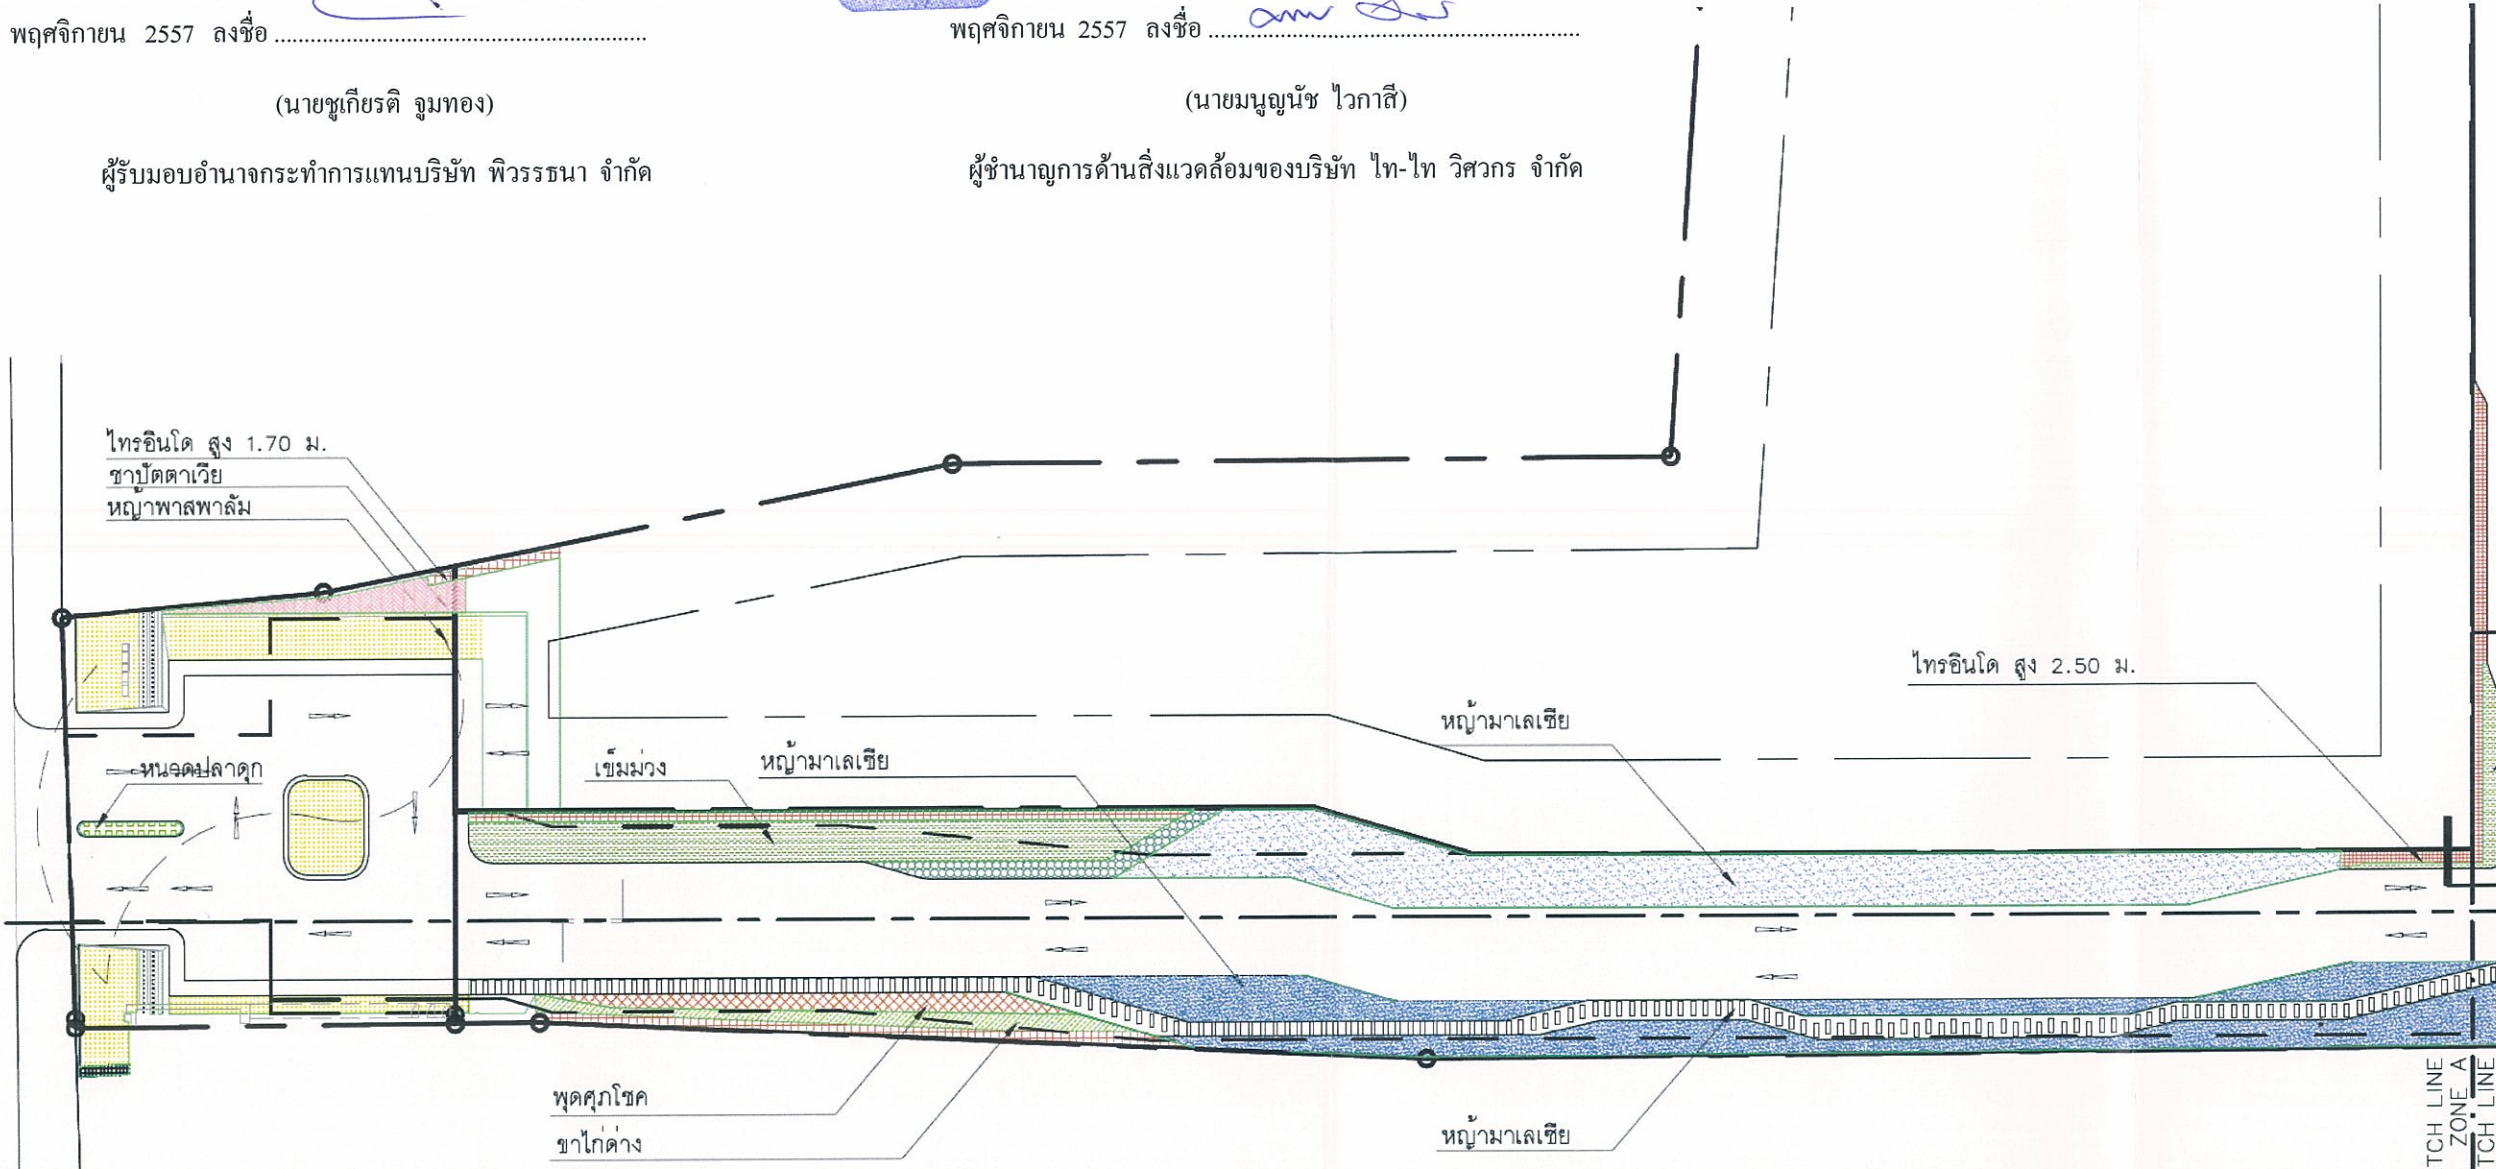 พฤศจิกายน 2557 ลงชื่อ
(นายชูเกียรติ จูมทอง)
ผู้รับมอบอำนาจกระทำการแทนบริษัท พิวรรธนา จำกัด
พฤศจิกายน 2557 ลงชื่อ
(นายมนูญนัช ไวกาสี)
ผู้ชำนาญการด้านสิ่งแวดล้อมของบริษัท ไท-ไท วิศวกร จำกัด
ไทรอินโด สูง 1.70 ม.
ชาปัตตาเวีย
หญ้าพาสพาลัม
ไทรอินโด สูง 2.50 ม.
หญ้ามาเลเซีย
หญ้ามาเลเซีย
เข็มม่วง
หนวดปลาดุก
พุดศุภโชค
ขาไก่ด่าง
หญ้ามาเลเซีย
TCH LINE
ZONE A
TCH LINE